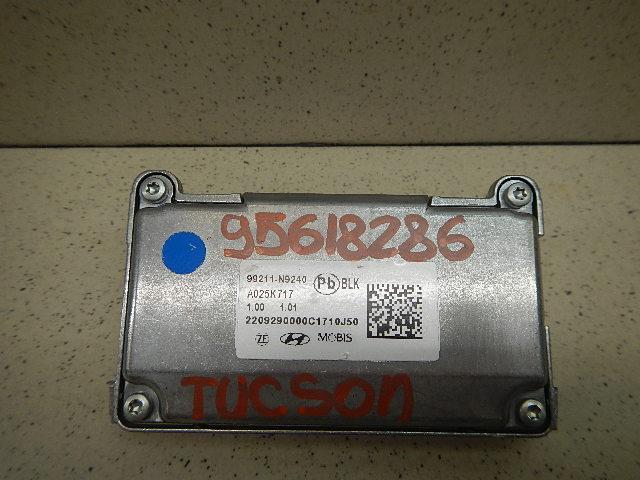 95618286
99211-N9240 Pb BLK
A025K717
1.00 1.01
2209290000C1710J50
ZF MOBIS
TUCSON